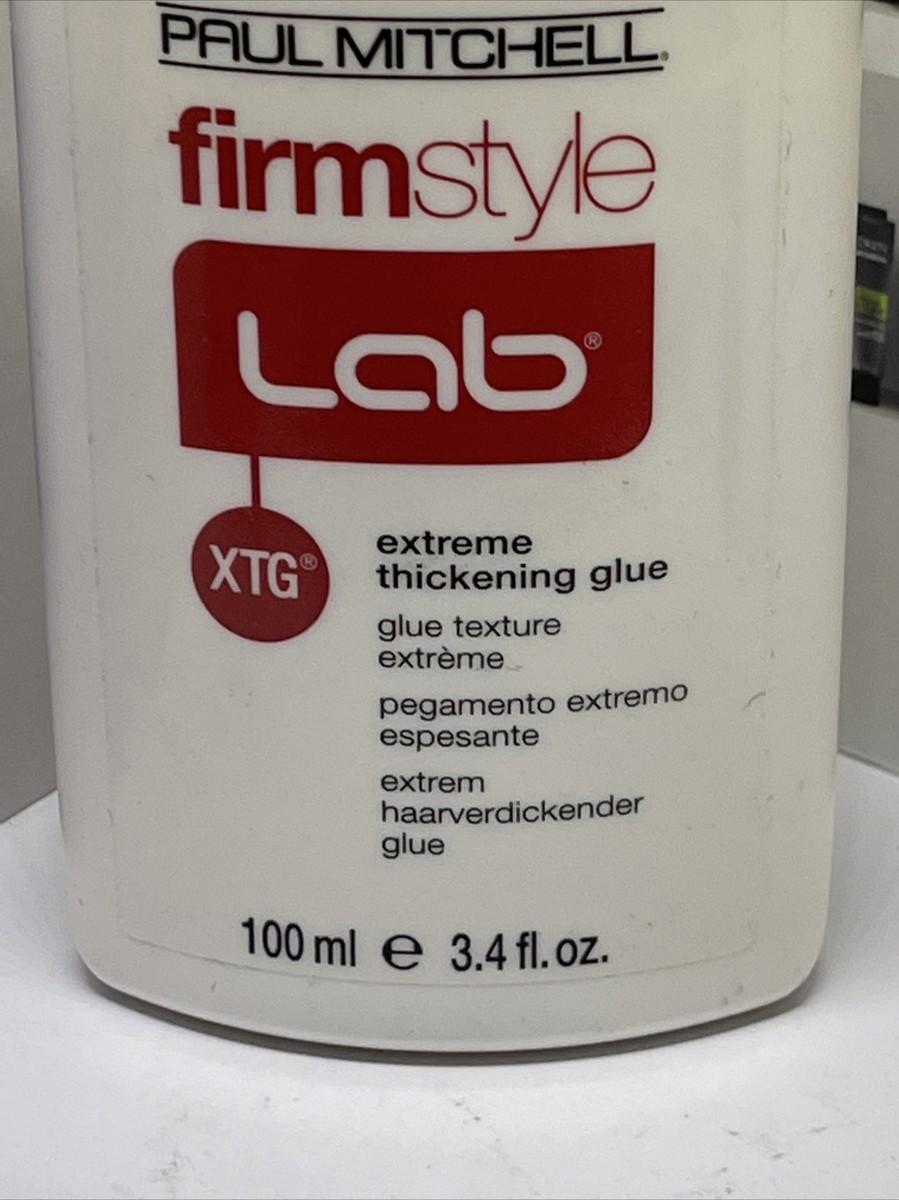 PAUL MITCHELL®
firmstyle
Lab®
XTG®
extreme
thickening glue
glue texture
extrème
pegamento extremo
espesante
extrem
haarverdickender
glue
100 ml ℮ 3.4 fl. oz.